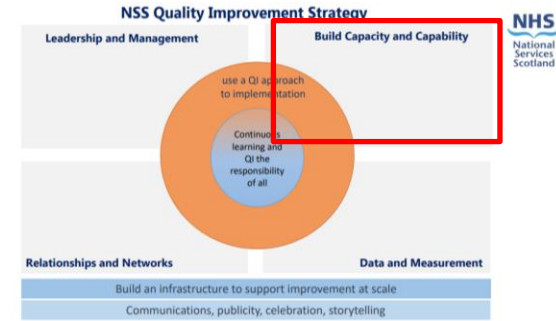 NSS Quality Improvement Strategy
NHS
National
Services
Scotland
Leadership and Management
Build Capacity and Capability
use a QI approach
to implementation
Continuous
learning and
QI the
responsibility
of all
Relationships and Networks
Data and Measurement
Build an infrastructure to support improvement at scale
Communications, publicity, celebration, storytelling